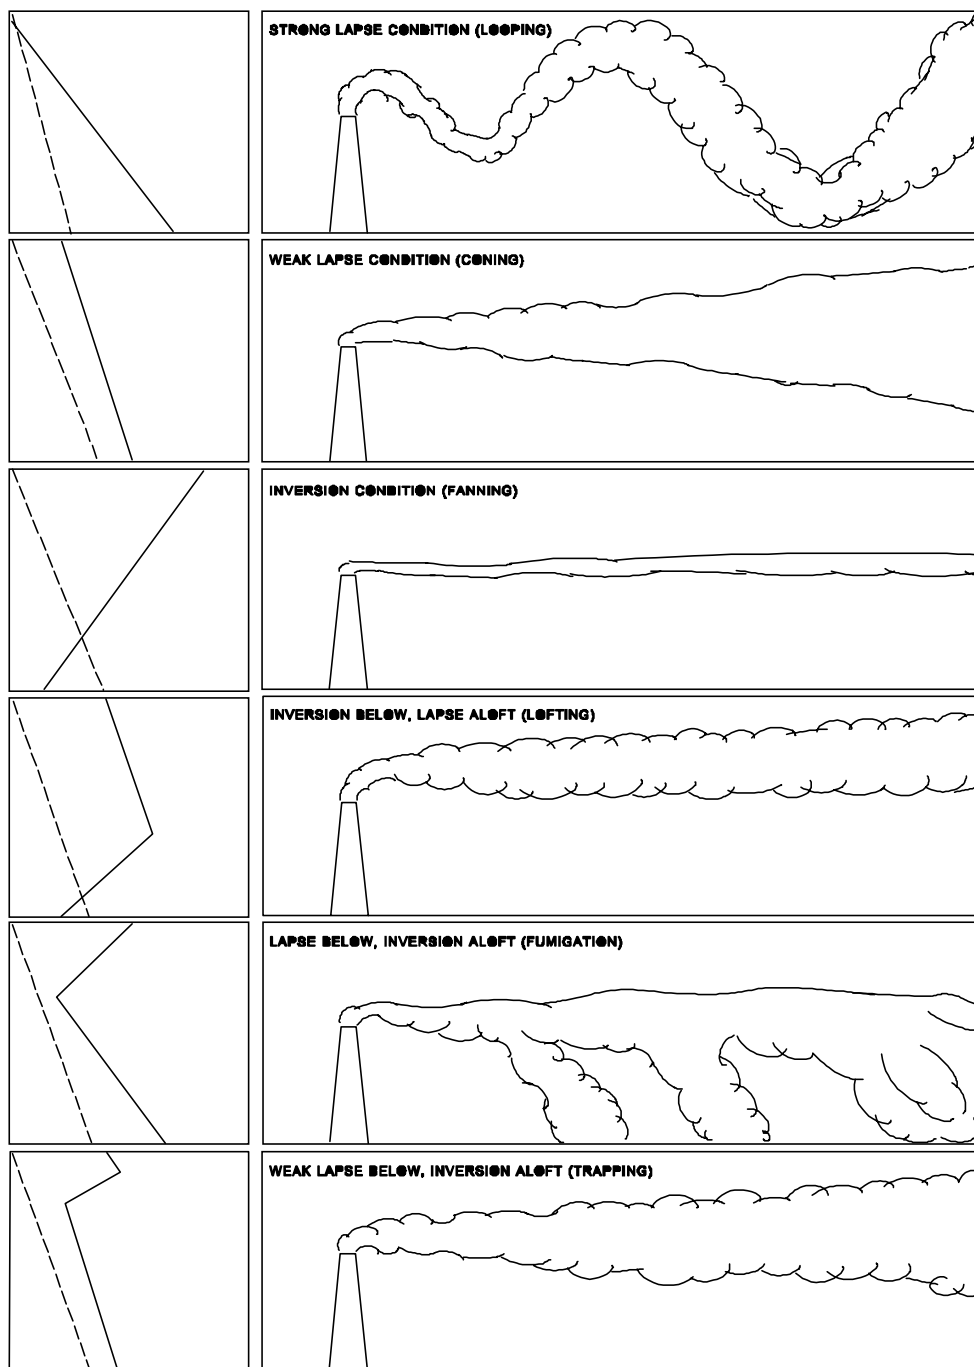 STRONG LAPSE CONDITION (LOOPING)
WEAK LAPSE CONDITION (CONING)
INVERSION CONDITION (FANNING)
INVERSION BELOW, LAPSE ALOFT (LOFTING)
LAPSE BELOW, INVERSION ALOFT (FUMIGATION)
WEAK LAPSE BELOW, INVERSION ALOFT (TRAPPING)